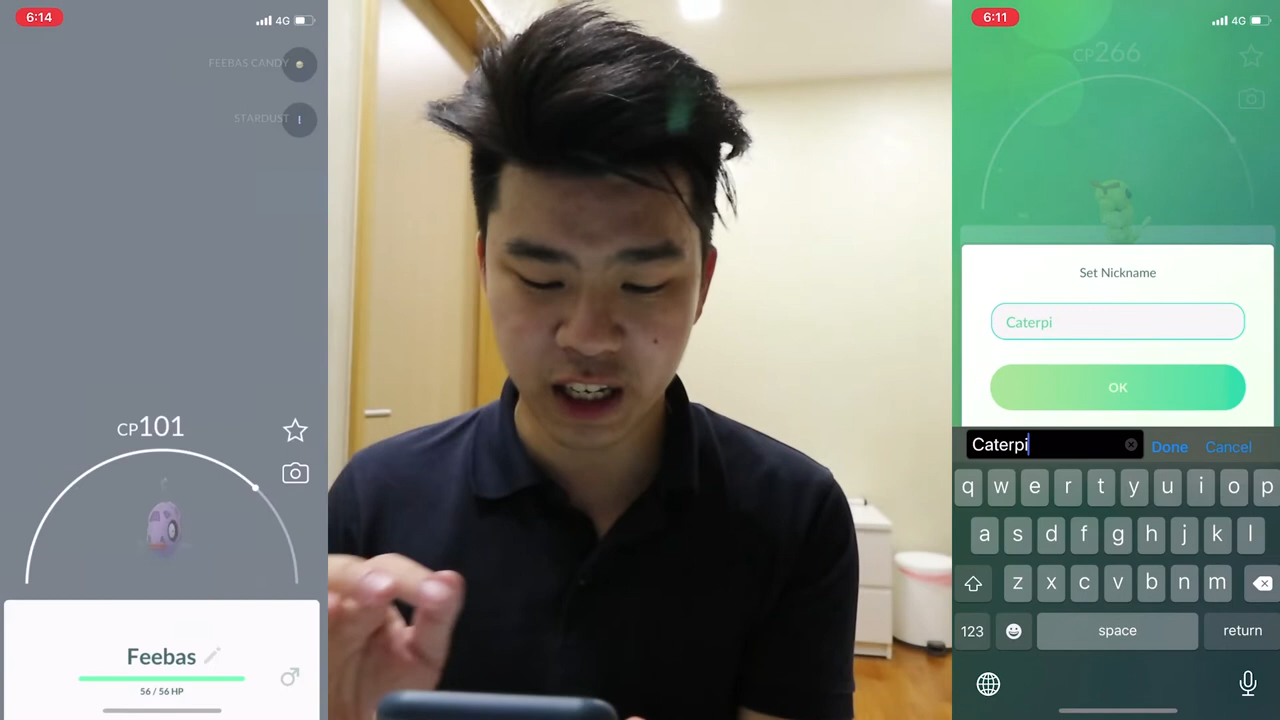 6:14
4G
FEEBAS CANDY
STARDUST
CP101
Feebas
56 / 56 HP
6:11
4G
CP266
Set Nickname
Caterpi
OK
Caterpi
Done Cancel
q w e r t y u i o p
a s d f g h j k l
z x c v b n m
123 space return